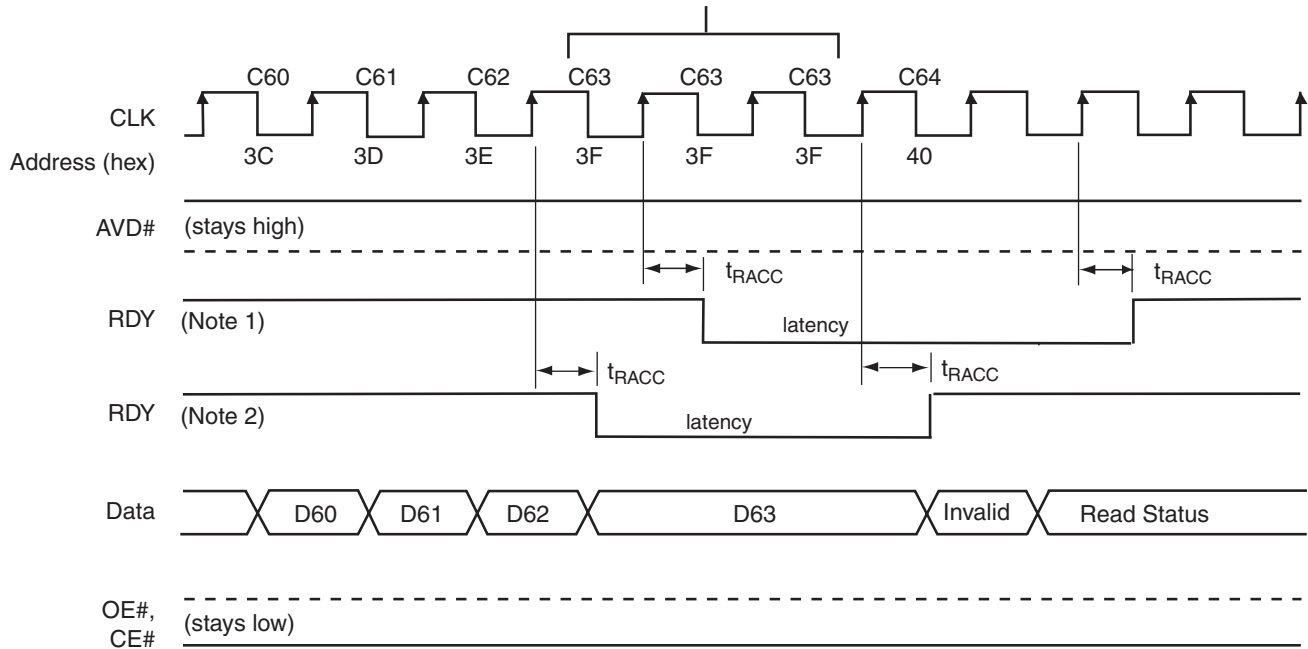 C60 C61 C62 C63 C63 C63 C64
CLK
Address (hex) 3C 3D 3E 3F 3F 3F 40
AVD# (stays high)
tRACC tRACC
RDY (Note 1) latency
tRACC tRACC
RDY (Note 2) latency
Data D60 D61 D62 D63 Invalid Read Status
OE#,
CE# (stays low)